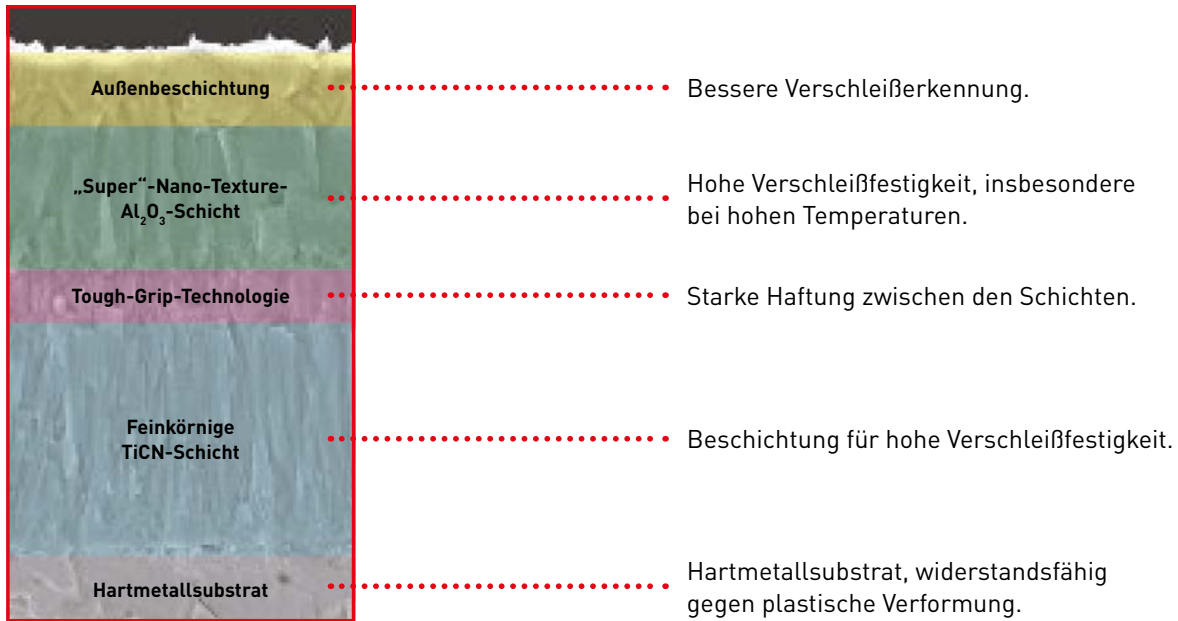 Außenbeschichtung
Bessere Verschleißerkennung.
„Super“-Nano-Texture-
Al₂O₃-Schicht
Hohe Verschleißfestigkeit, insbesondere
bei hohen Temperaturen.
Tough-Grip-Technologie
Starke Haftung zwischen den Schichten.
Feinkörnige
TiCN-Schicht
Beschichtung für hohe Verschleißfestigkeit.
Hartmetallsubstrat
Hartmetallsubstrat, widerstandsfähig
gegen plastische Verformung.